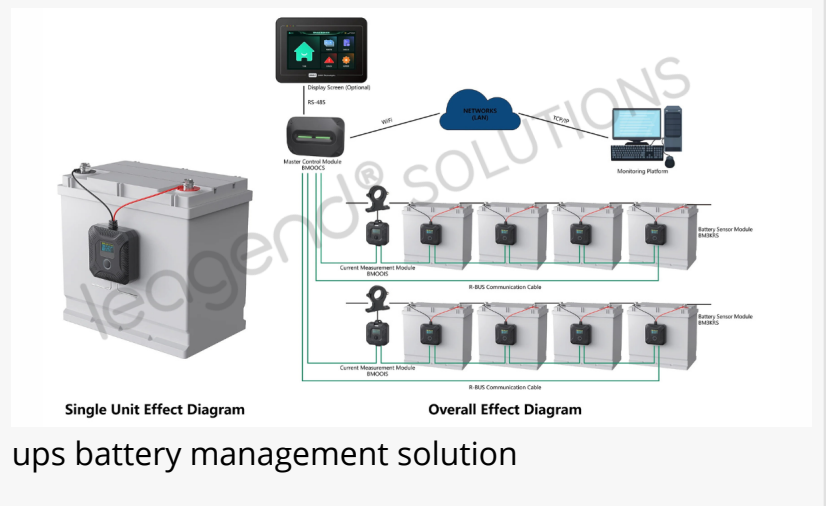 Display Screen (Optional)
RS-485
NETWORKS
(LAN)
WiFi
TCP/IP
Master Control Module
BMOOCS
Monitoring Platform
leagend® SOLUTIONS
Battery Sensor Module
BM3KRS
Current Measurement Module
BMOOIS
R-BUS Communication Cable
Battery Sensor Module
BM3KRS
Current Measurement Module
BMOOIS
R-BUS Communication Cable
Single Unit Effect Diagram
Overall Effect Diagram
ups battery management solution